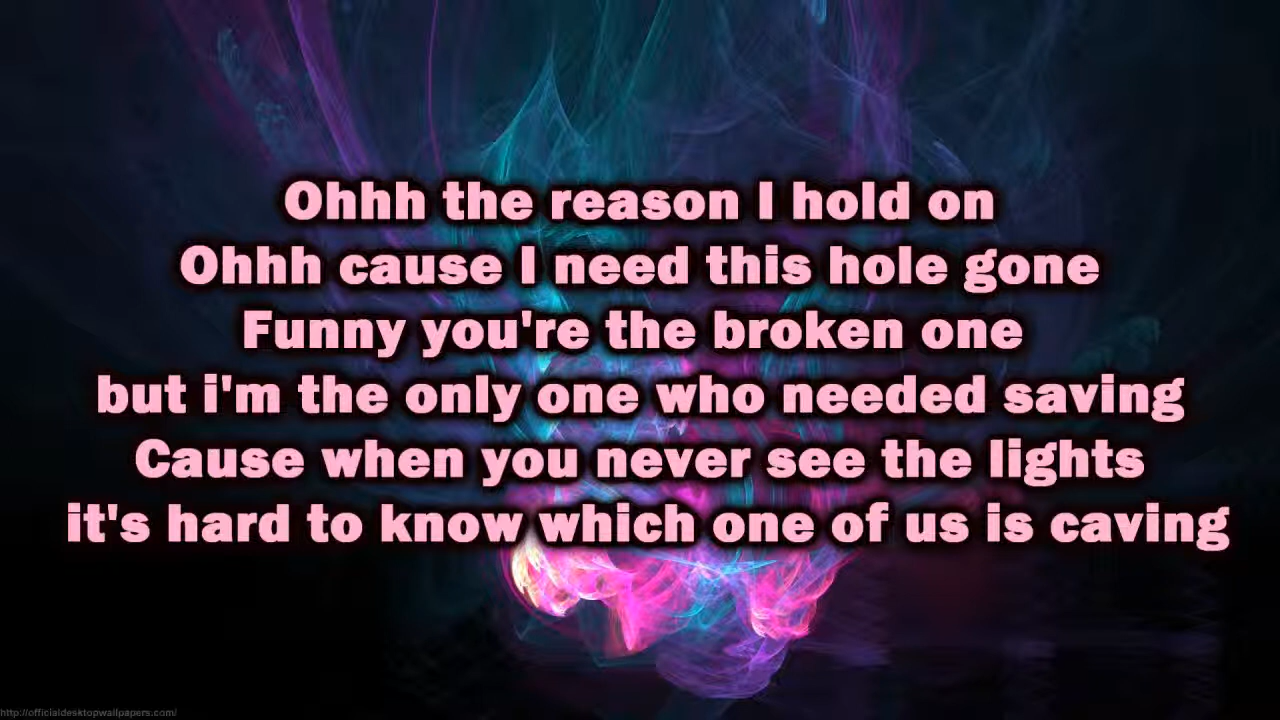 Ohhh the reason I hold on
Ohhh cause I need this hole gone
Funny you're the broken one
but i'm the only one who needed saving
Cause when you never see the lights
it's hard to know which one of us is caving
http://officialdesktopwallpapers.com/